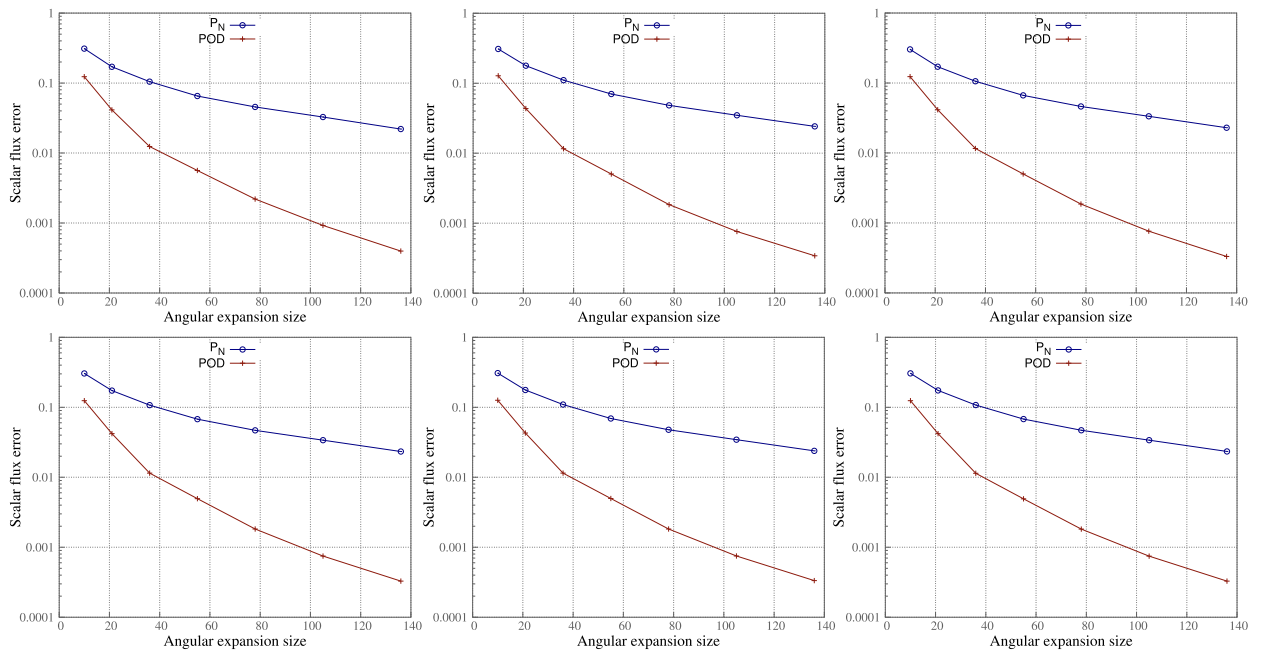 P_N
POD
Scalar flux error
1
0.1
0.01
0.001
0.0001
0 20 40 60 80 100 120 140
Angular expansion size
P_N
POD
Scalar flux error
1
0.1
0.01
0.001
0.0001
0 20 40 60 80 100 120 140
Angular expansion size
P_N
POD
Scalar flux error
1
0.1
0.01
0.001
0.0001
0 20 40 60 80 100 120 140
Angular expansion size
P_N
POD
Scalar flux error
1
0.1
0.01
0.001
0.0001
0 20 40 60 80 100 120 140
Angular expansion size
P_N
POD
Scalar flux error
1
0.1
0.01
0.001
0.0001
0 20 40 60 80 100 120 140
Angular expansion size
P_N
POD
Scalar flux error
1
0.1
0.01
0.001
0.0001
0 20 40 60 80 100 120 140
Angular expansion size